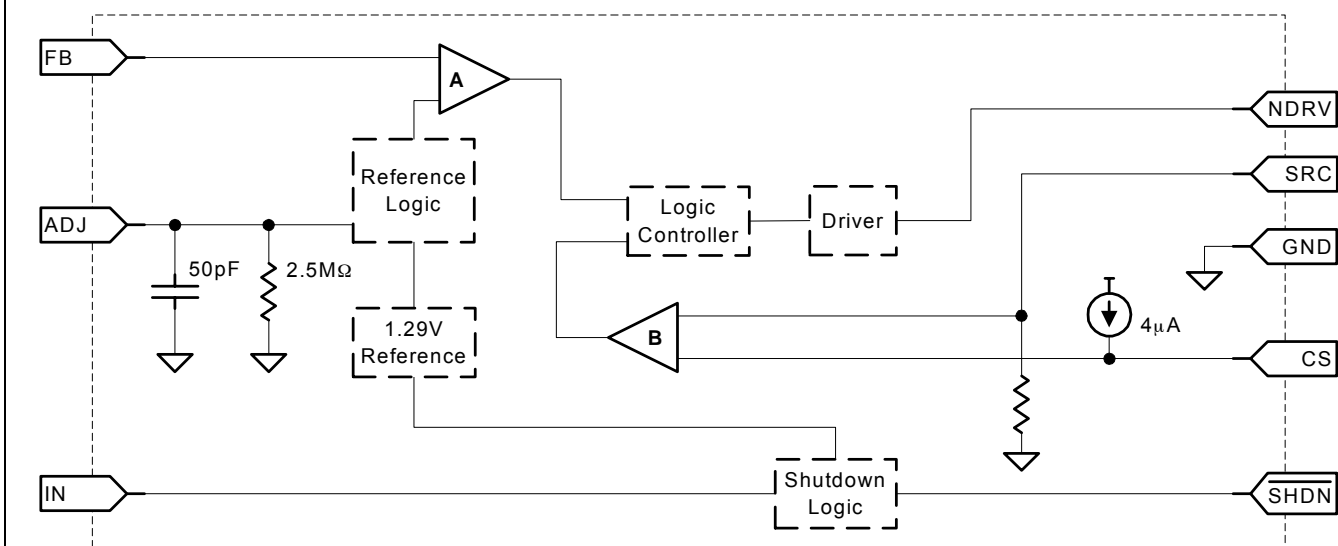 FB
A
NDRV
Reference
Logic
SRC
ADJ
Logic
Controller
Driver
GND
50pF
2.5MΩ
1.29V
Reference
B
4μA
CS
Shutdown
Logic
IN
SHDN